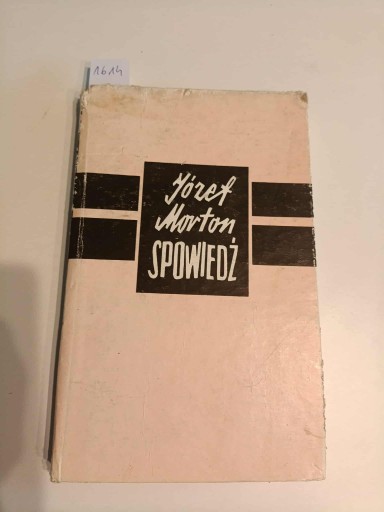 1614
Józef
Morton
SPOWIEDŹ